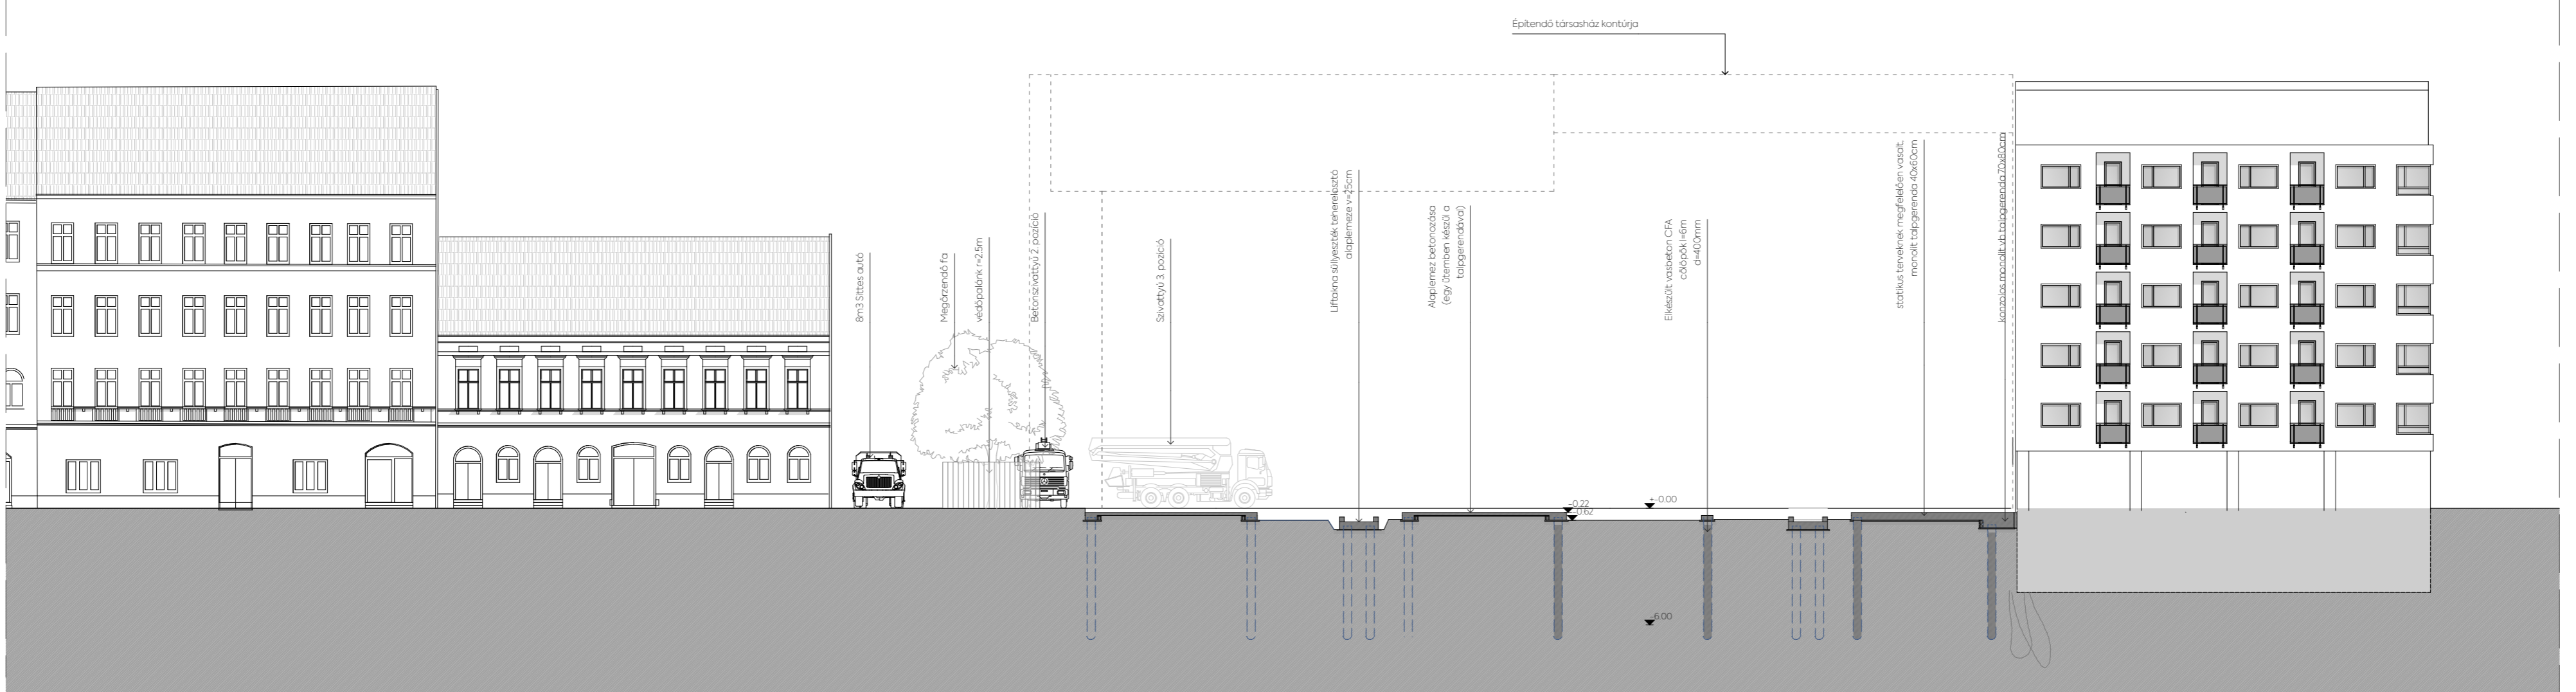 Építendő társasház kontúrja
8m3 Sittes autó
Megőrzendő fa
védőpalánk r=2,5m
Betonszivattyú 2. pozíció
Szivattyú 3. pozíció
Liftakna süllyeszték teherelosztó
alaplemeze v=25cm
Alaplemez betonozása
(egy ütemben készül a
talpgerendával)
Elkészült vasbeton CFA
cölöpök l=6m
d=400mm
statikus terveknek megfelelően vasalt,
monolit talpgerenda 40x60cm
konzolos monolit vb talpgerenda 70x80cm
-0.22
-0.62
+-0.00
-6.00